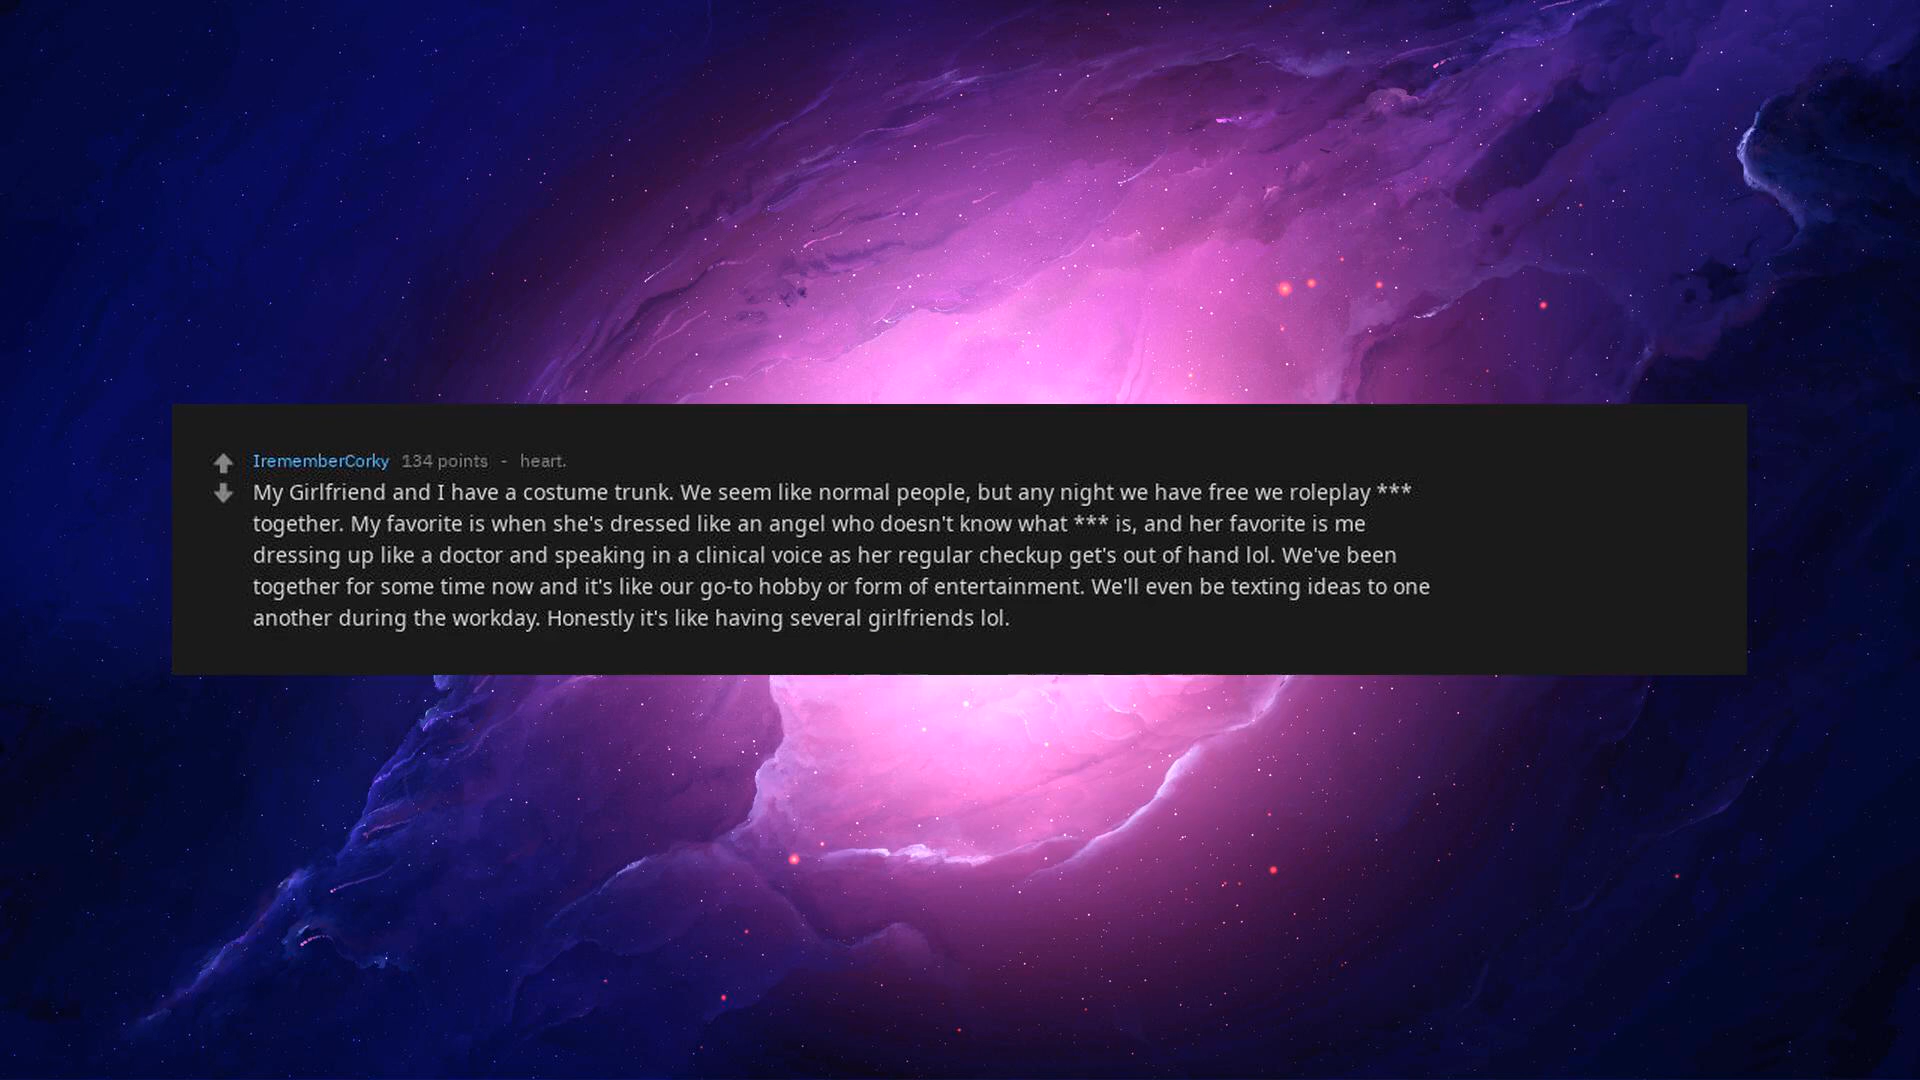 IrememberCorky 134 points - heart.
My Girlfriend and I have a costume trunk. We seem like normal people, but any night we have free we roleplay ***
together. My favorite is when she's dressed like an angel who doesn't know what *** is, and her favorite is me
dressing up like a doctor and speaking in a clinical voice as her regular checkup get's out of hand lol. We've been
together for some time now and it's like our go-to hobby or form of entertainment. We'll even be texting ideas to one
another during the workday. Honestly it's like having several girlfriends lol.